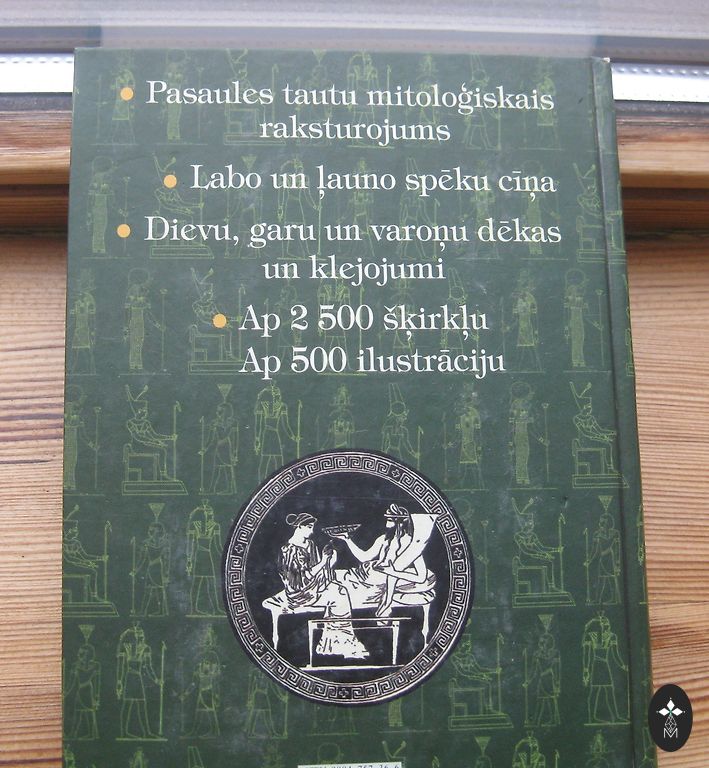 • Pasaules tautu mitoloģiskais
raksturojums
• Labo un ļauno spēku cīņa
• Dievu, garu un varoņu dēkas
un klejojumi
• Ap 2 500 šķirkļu
Ap 500 ilustrāciju
M